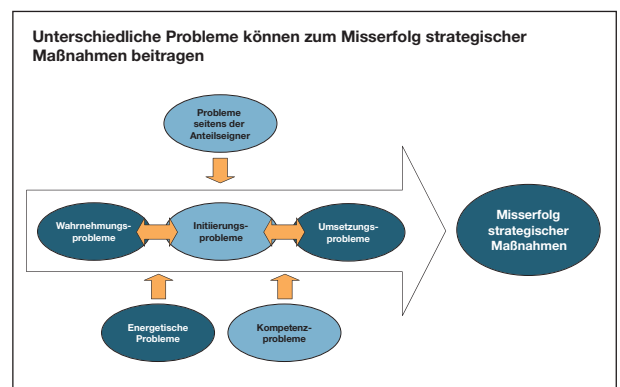 Unterschiedliche Probleme können zum Misserfolg strategischer
Maßnahmen beitragen
Probleme
seitens der
Anteilseigner
Wahrnehmungs-
probleme
Initiierungs-
probleme
Umsetzungs-
probleme
Misserfolg
strategischer
Maßnahmen
Energetische
Probleme
Kompetenz-
probleme